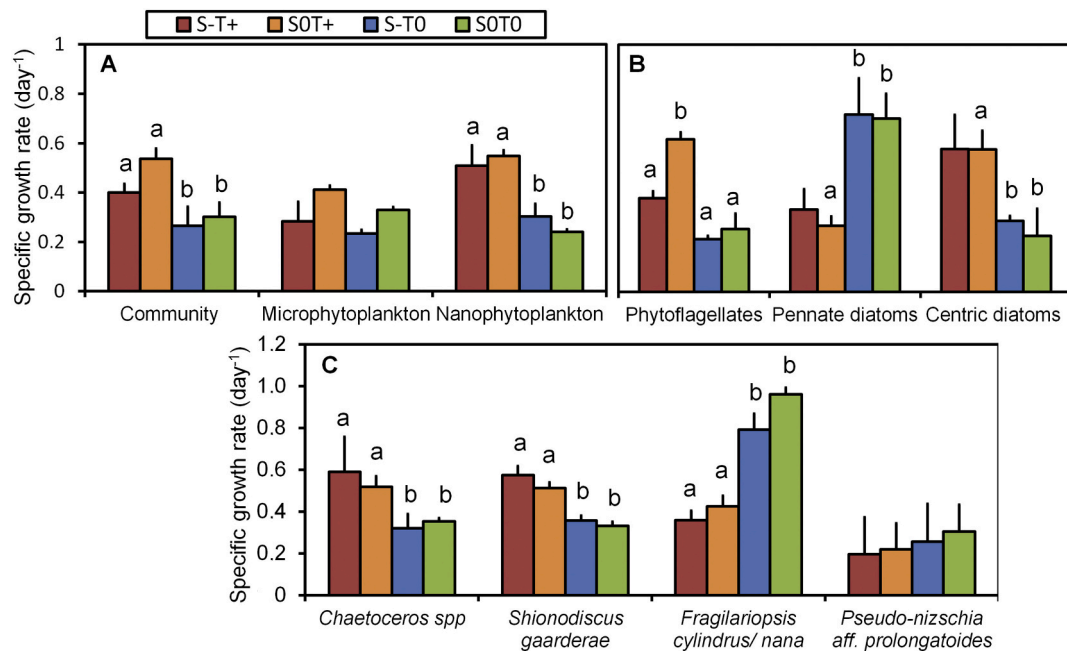 S-T+ S0T+ S-T0 S0T0
Specific growth rate (day⁻¹)
1
0.8
0.6
0.4
0.2
0
A
a a b b
a a b b
Community Microphytoplankton Nanophytoplankton
B
a b a a
a b b
a b b
Phytoflagellates Pennate diatoms Centric diatoms
Specific growth rate (day⁻¹)
1.2
1.0
0.8
0.6
0.4
0.2
0
C
a a b b
a a b b
a a b b
Chaetoceros spp Shionodiscus Fragilariopsis Pseudo-nizschia
gaarderae cylindrus/ nana aff. prolongatoides